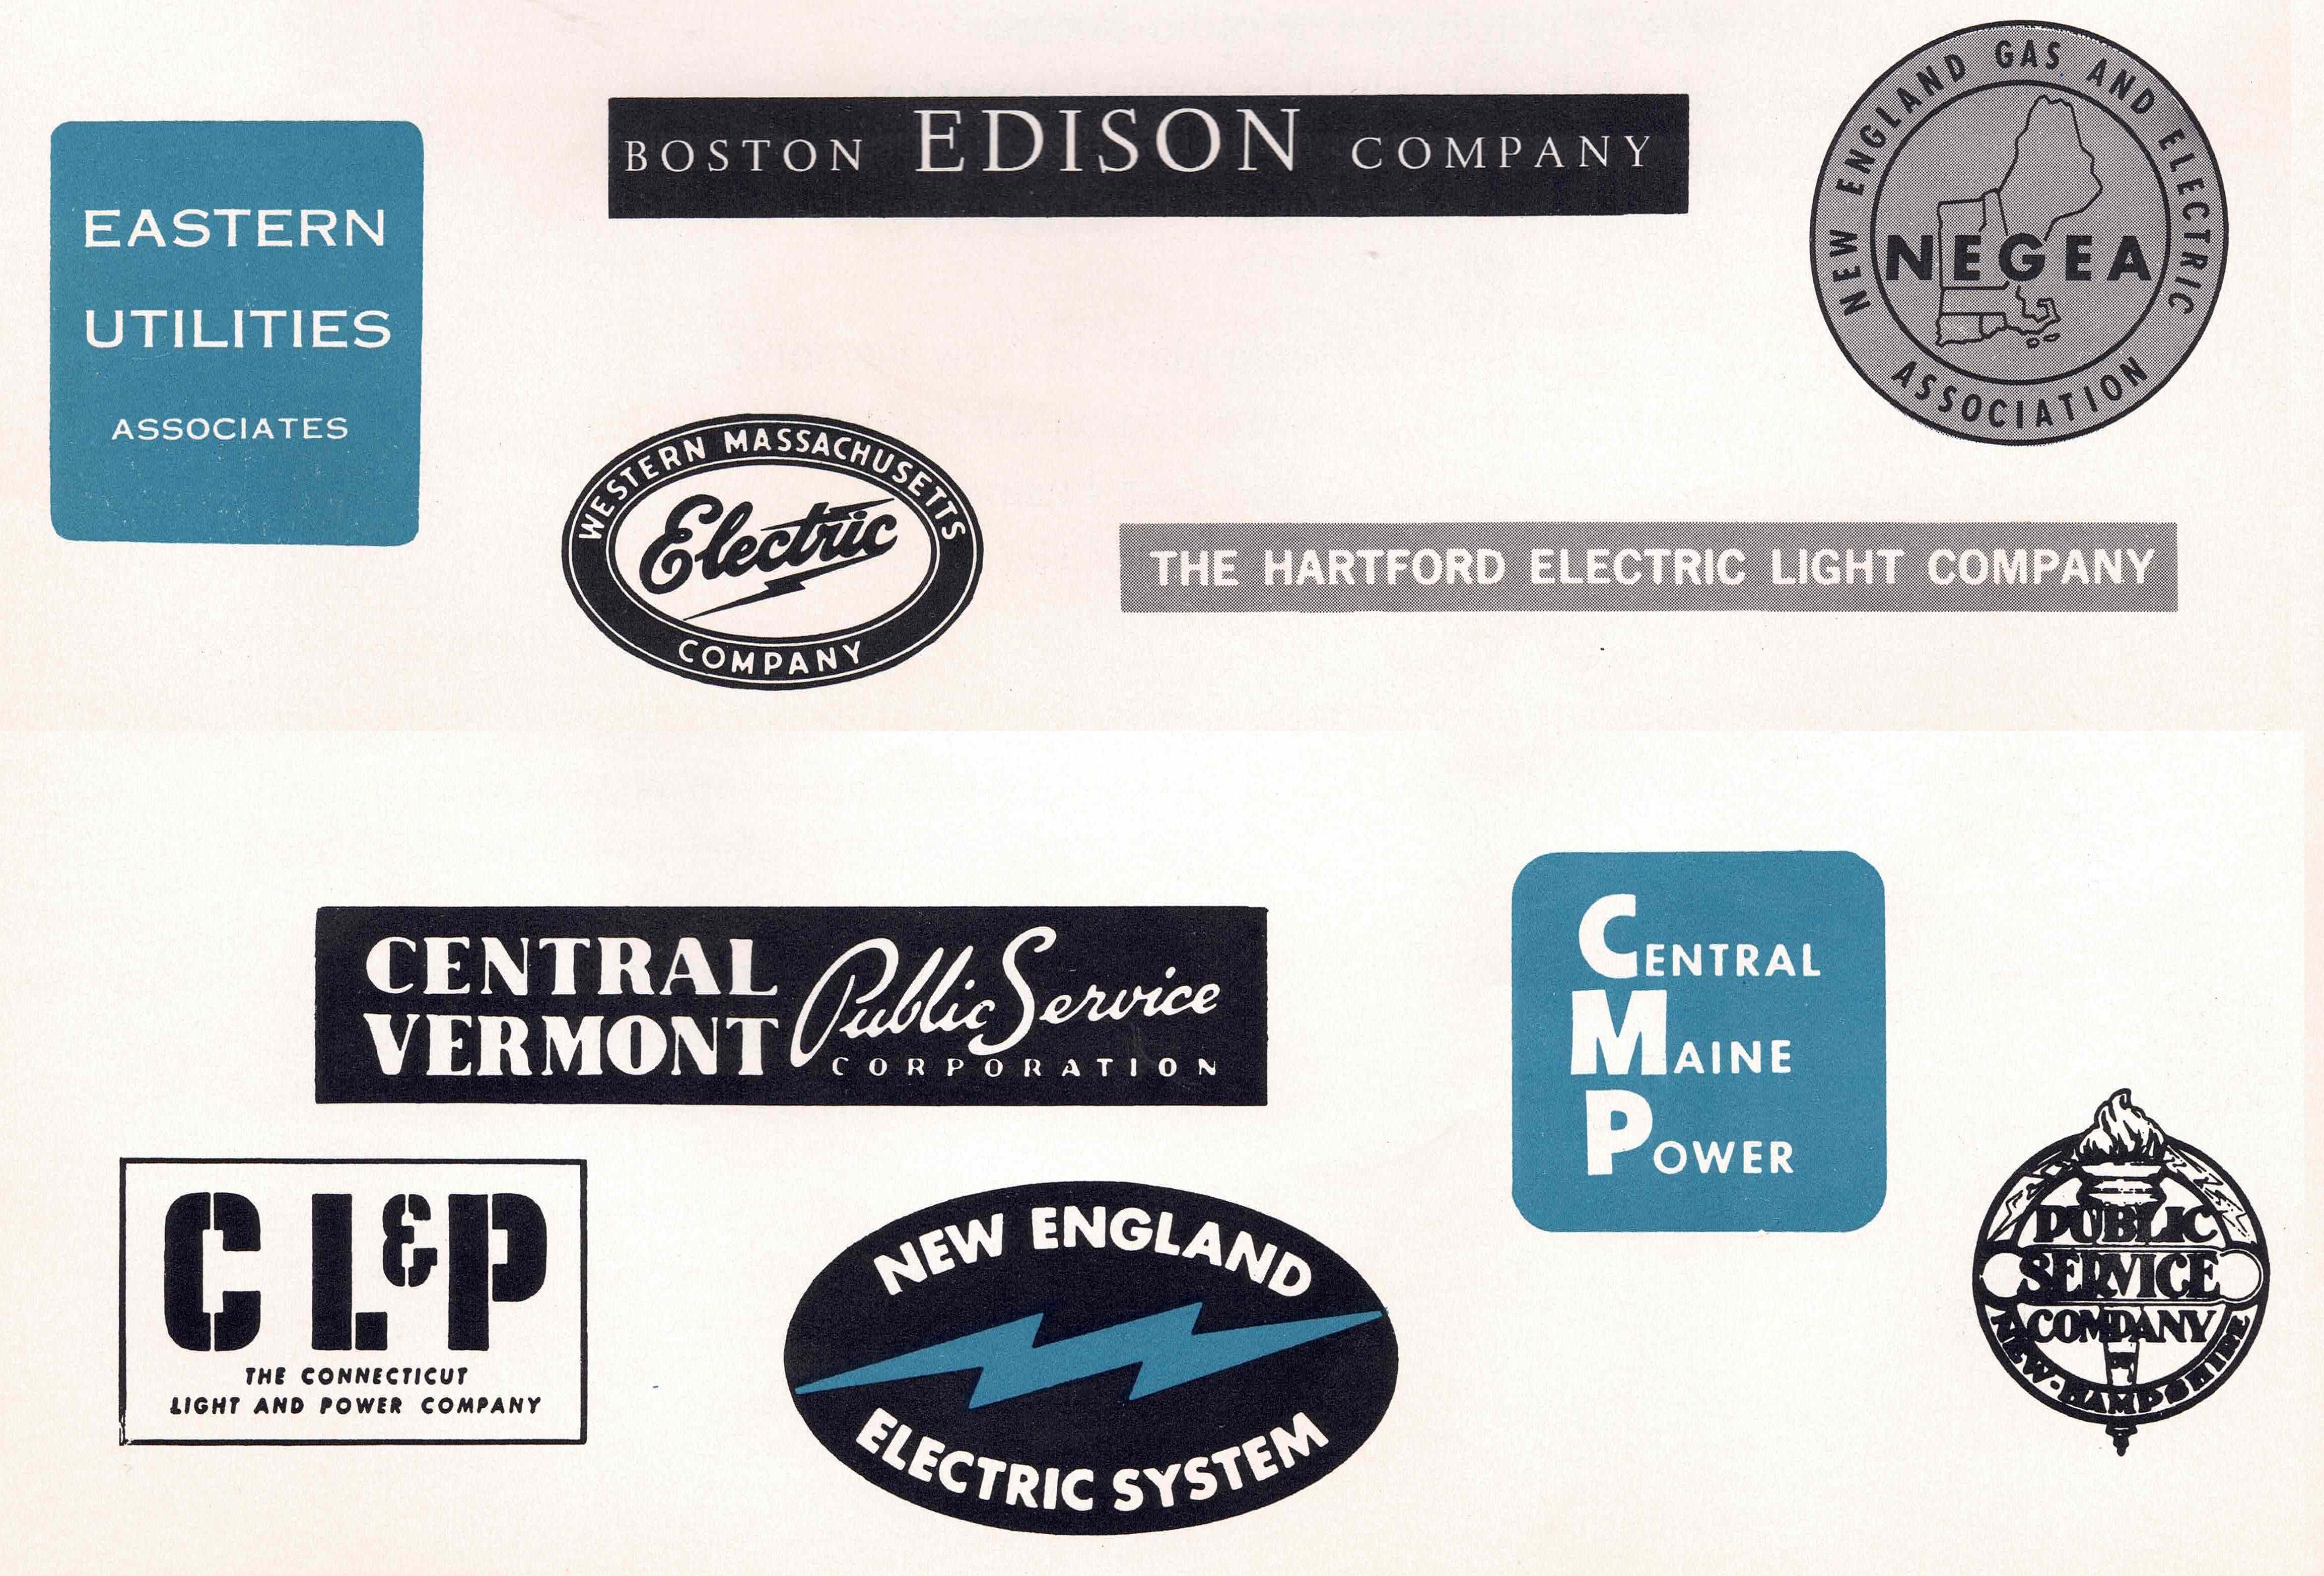 EASTERN
UTILITIES
ASSOCIATES
BOSTON EDISON COMPANY
NEW ENGLAND GAS AND ELECTRIC
NEGEA
ASSOCIATION
WESTERN MASSACHUSETTS
Electric
COMPANY
THE HARTFORD ELECTRIC LIGHT COMPANY
CENTRAL
VERMONT
Public Service
CORPORATION
CENTRAL
MAINE
POWER
CL&P
THE CONNECTICUT
LIGHT AND POWER COMPANY
NEW ENGLAND
ELECTRIC SYSTEM
PUBLIC
SERVICE
COMPANY
NEW-HAMPSHIRE